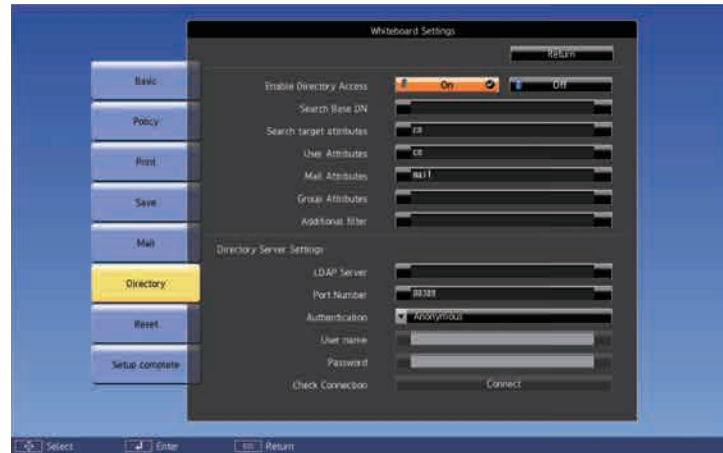 Whiteboard Settings
Return
Basic
Policy
Print
Save
Mail
Directory
Reset
Setup complete
Enable Directory Access On Off
Search Base DN
Search target attributes cn
User Attributes cn
Mail Attributes mail
Group Attributes
Additional filter
Directory Server Settings
LDAP Server
Port Number 00389
Authentication Anonymous
User name
Password
Check Connection Connect
Select Enter Esc Return